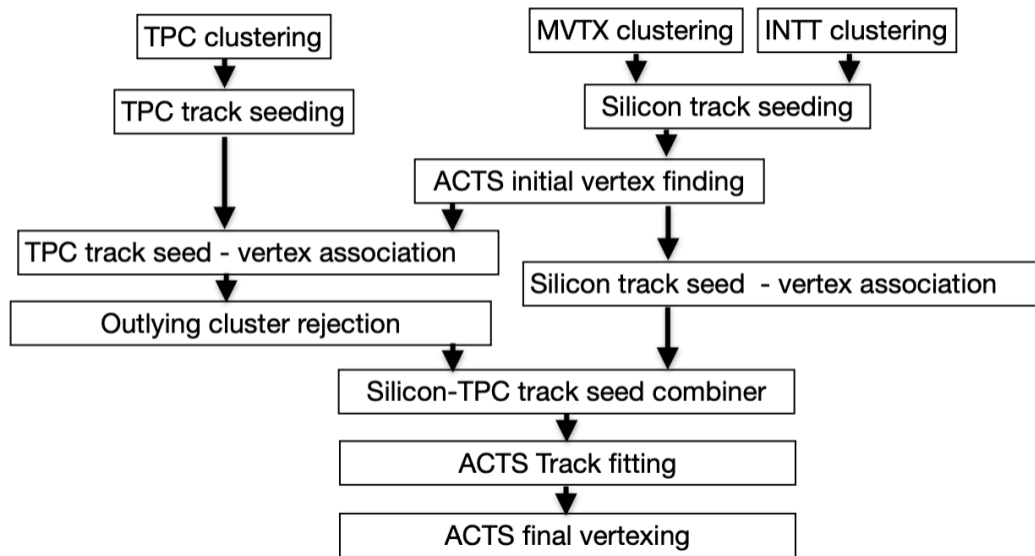 TPC clustering
MVTX clustering
INTT clustering
TPC track seeding
Silicon track seeding
ACTS initial vertex finding
TPC track seed - vertex association
Silicon track seed - vertex association
Outlying cluster rejection
Silicon-TPC track seed combiner
ACTS Track fitting
ACTS final vertexing